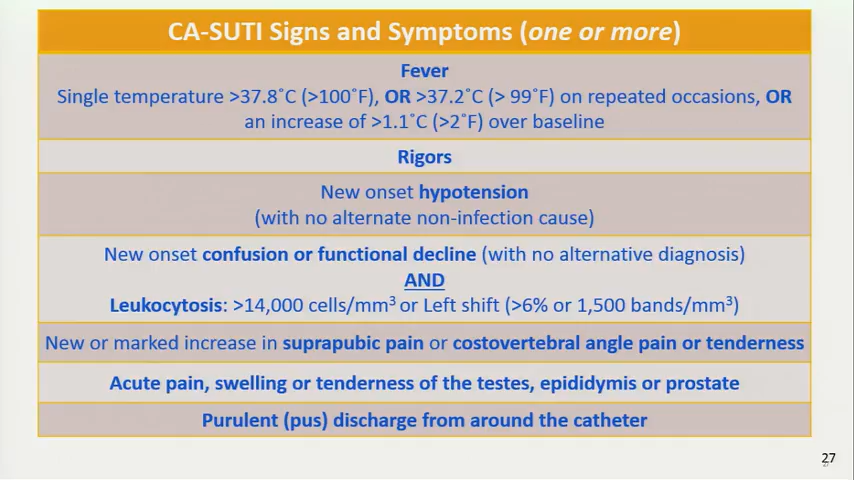 CA-SUTI Signs and Symptoms (one or more)
Fever
Single temperature >37.8˚C (>100˚F), OR >37.2˚C (> 99˚F) on repeated occasions, OR
an increase of >1.1˚C (>2˚F) over baseline
Rigors
New onset hypotension
(with no alternate non-infection cause)
New onset confusion or functional decline (with no alternative diagnosis)
AND
Leukocytosis: >14,000 cells/mm³ or Left shift (>6% or 1,500 bands/mm³)
New or marked increase in suprapubic pain or costovertebral angle pain or tenderness
Acute pain, swelling or tenderness of the testes, epididymis or prostate
Purulent (pus) discharge from around the catheter
27